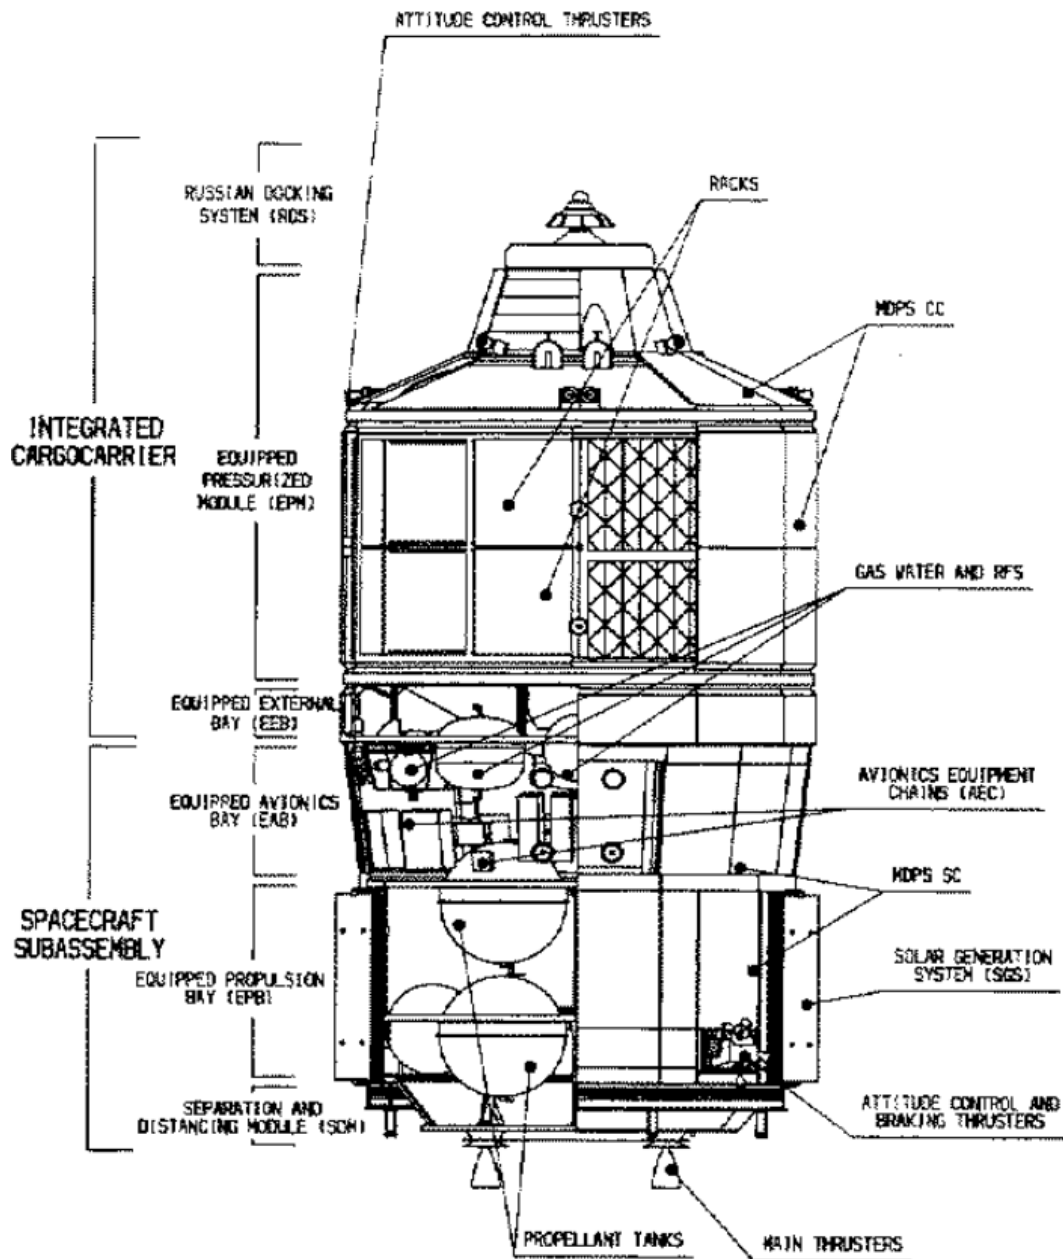 ATTITUDE CONTROL THRUSTERS
RUSSIAN DOCKING
SYSTEM (RDS)
RACKS
MDPS CC
INTEGRATED
CARGOCARRIER
EQUIPPED
PRESSURIZED
MODULE (EPM)
GAS WATER AND RFS
EQUIPPED EXTERNAL
BAY (EEB)
AVIONICS EQUIPMENT
CHAINS (AEC)
EQUIPPED AVIONICS
BAY (EAB)
MDPS SC
SPACECRAFT
SUBASSEMBLY
SOLAR GENERATION
SYSTEM (SGS)
EQUIPPED PROPULSION
BAY (EPB)
ATTITUDE CONTROL AND
BRAKING THRUSTERS
SEPARATION AND
DISTANCING MODULE (SDM)
PROPELLANT TANKS
MAIN THRUSTERS